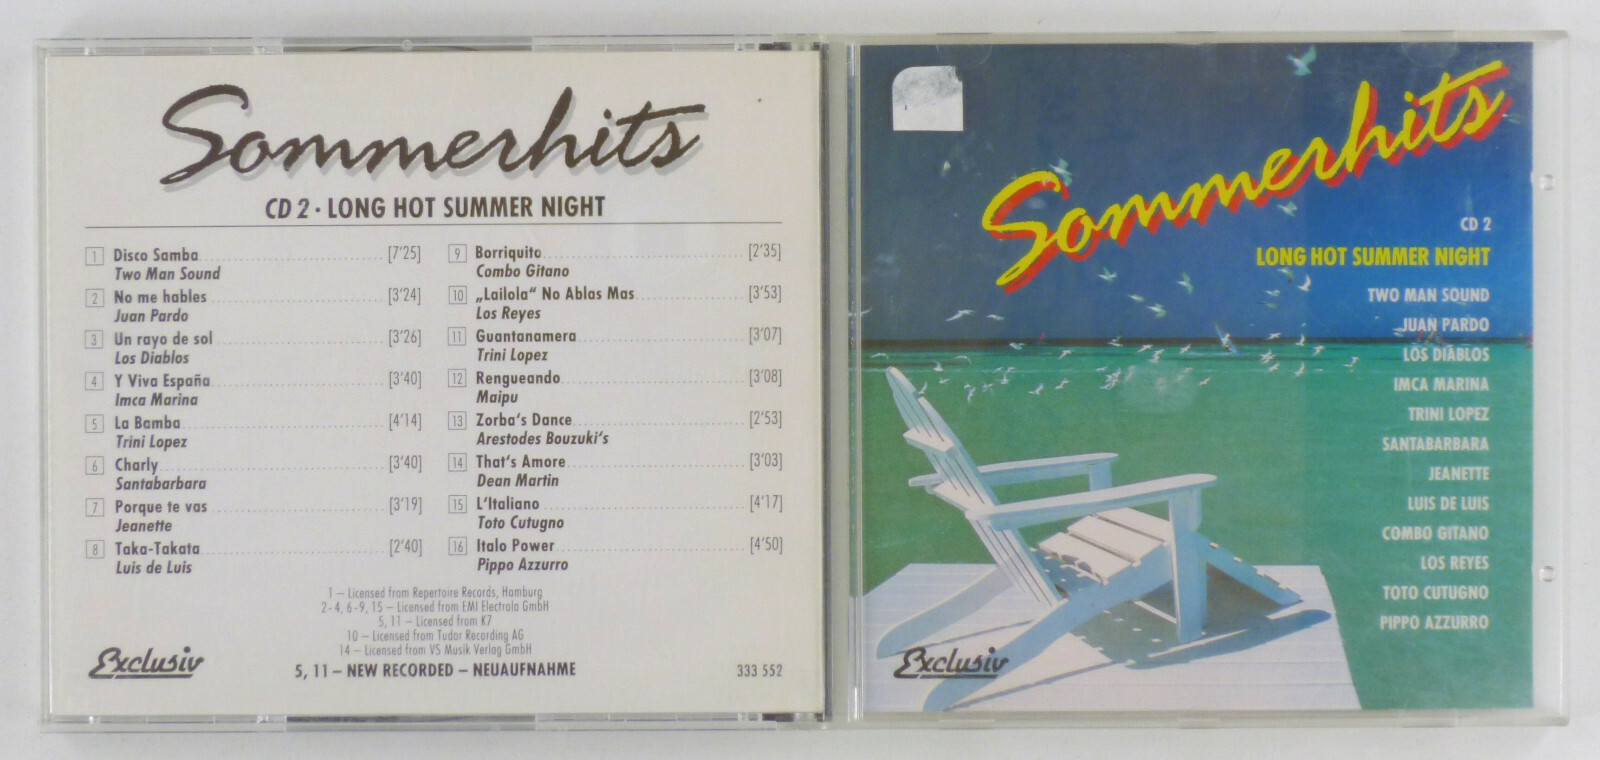 Sommerhits
CD 2 · LONG HOT SUMMER NIGHT
1 Disco Samba [7'25]
Two Man Sound
2 No me hables [3'24]
Juan Pardo
3 Un rayo de sol [3'26]
Los Diablos
4 Y Viva España [3'40]
Imca Marina
5 La Bamba [4'14]
Trini Lopez
6 Charly [3'40]
Santabarbara
7 Porque te vas [3'19]
Jeanette
8 Taka-Takata [2'40]
Luis de Luis
9 Borriquito [2'35]
Combo Gitano
10 „Lailola“ No Ablas Mas [3'53]
Los Reyes
11 Guantanamera [3'07]
Trini Lopez
12 Rengueando [3'08]
Maipu
13 Zorba's Dance [2'53]
Arestodes Bouzuki's
14 That's Amore [3'03]
Dean Martin
15 L'Italiano [4'17]
Toto Cutugno
16 Italo Power [4'50]
Pippo Azzurro
1 – Licensed from Repertoire Records, Hamburg
2-4, 6-9, 15 – Licensed from EMI Electrola GmbH
5, 11 – Licensed from K7
10 – Licensed from Tudor Recording AG
14 – Licensed from VS Musik Verlag GmbH
Exclusiv
5, 11 – NEW RECORDED – NEUAUFNAHME
333 552
Sommerhits
CD 2
LONG HOT SUMMER NIGHT
TWO MAN SOUND
JUAN PARDO
LOS DIABLOS
IMCA MARINA
TRINI LOPEZ
SANTABARBARA
JEANETTE
LUIS DE LUIS
COMBO GITANO
LOS REYES
TOTO CUTUGNO
PIPPO AZZURRO
Exclusiv